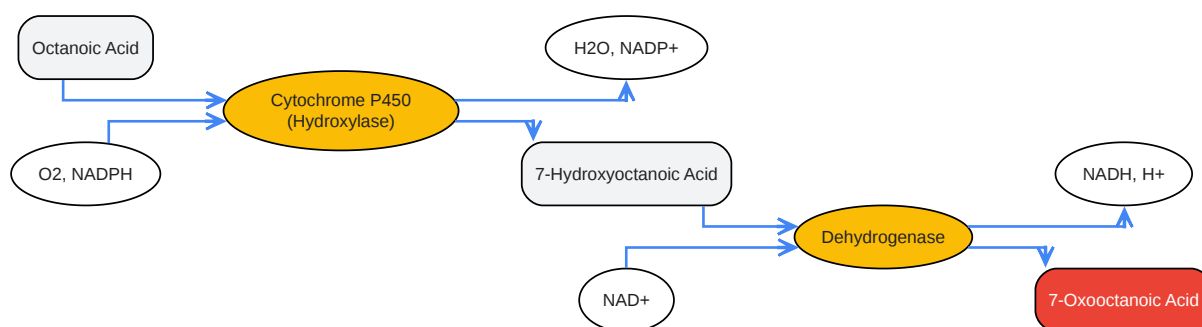 Octanoic Acid
H2O, NADP+
Cytochrome P450
(Hydroxylase)
O2, NADPH
7-Hydroxyoctanoic Acid
NADH, H+
Dehydrogenase
NAD+
7-Oxooctanoic Acid